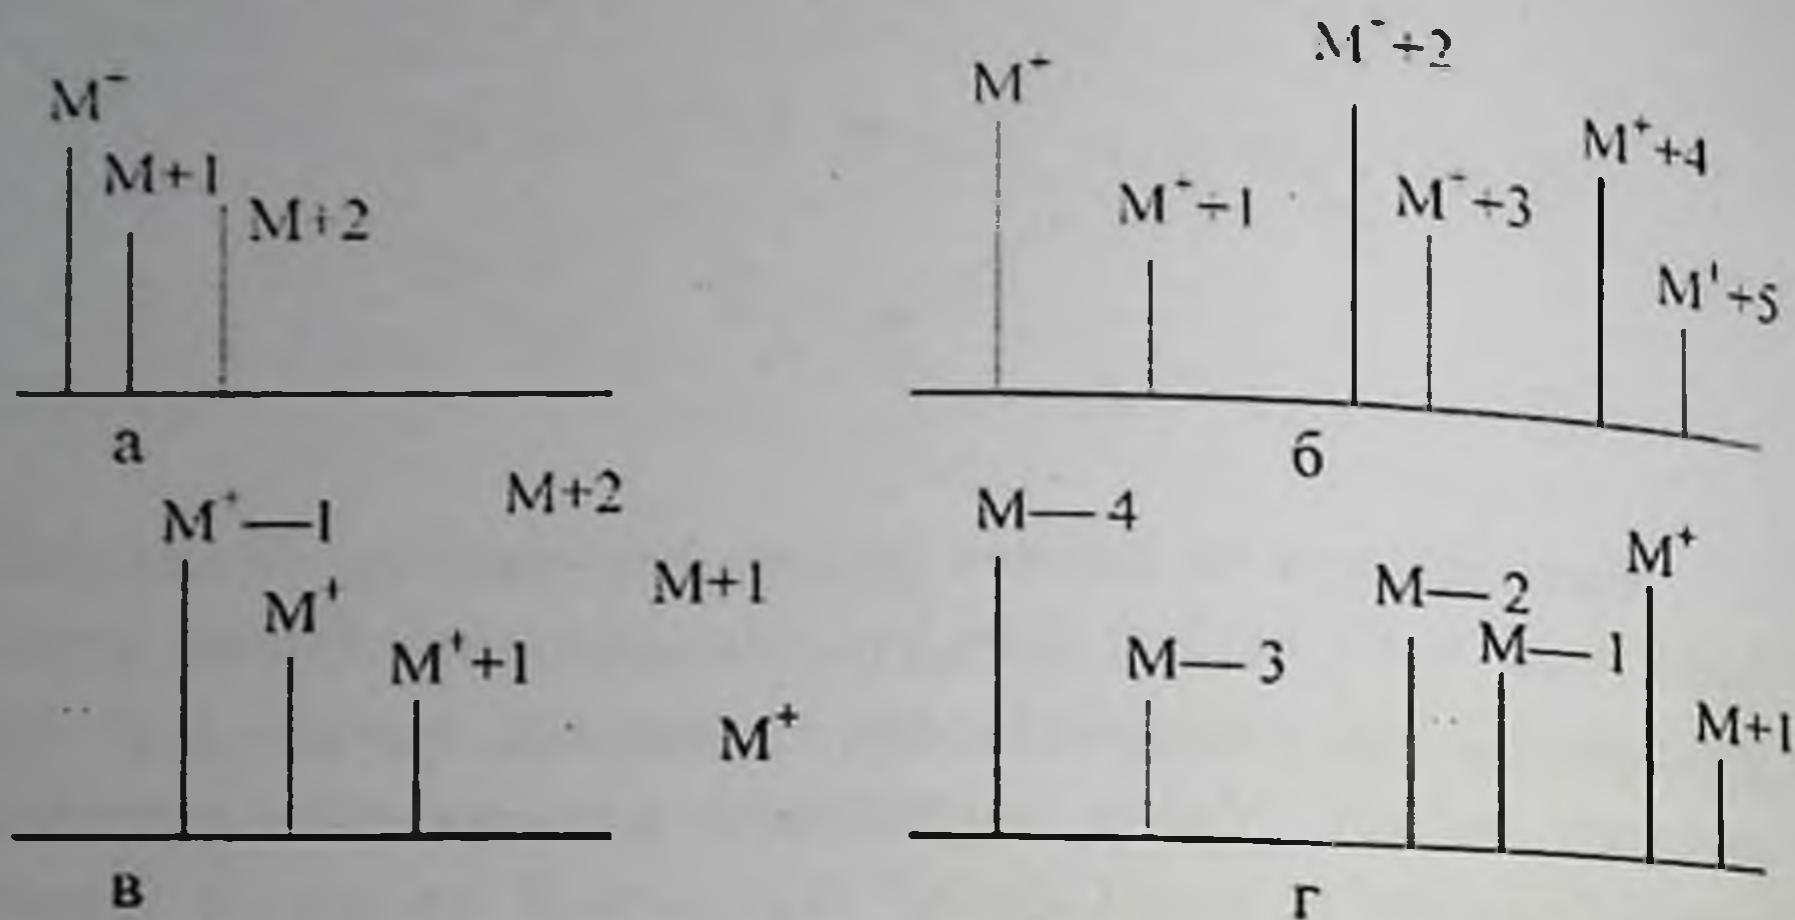 M⁻
M+1
M+2
а
M⁺
M⁻+1
M⁻+2
M⁻+3
M⁺+4
M⁺+5
б
M⁺—1
M⁺
M⁺+1
M+2
M+1
M⁺
в
M—4
M—3
M—2
M—1
M⁺
M+1
г